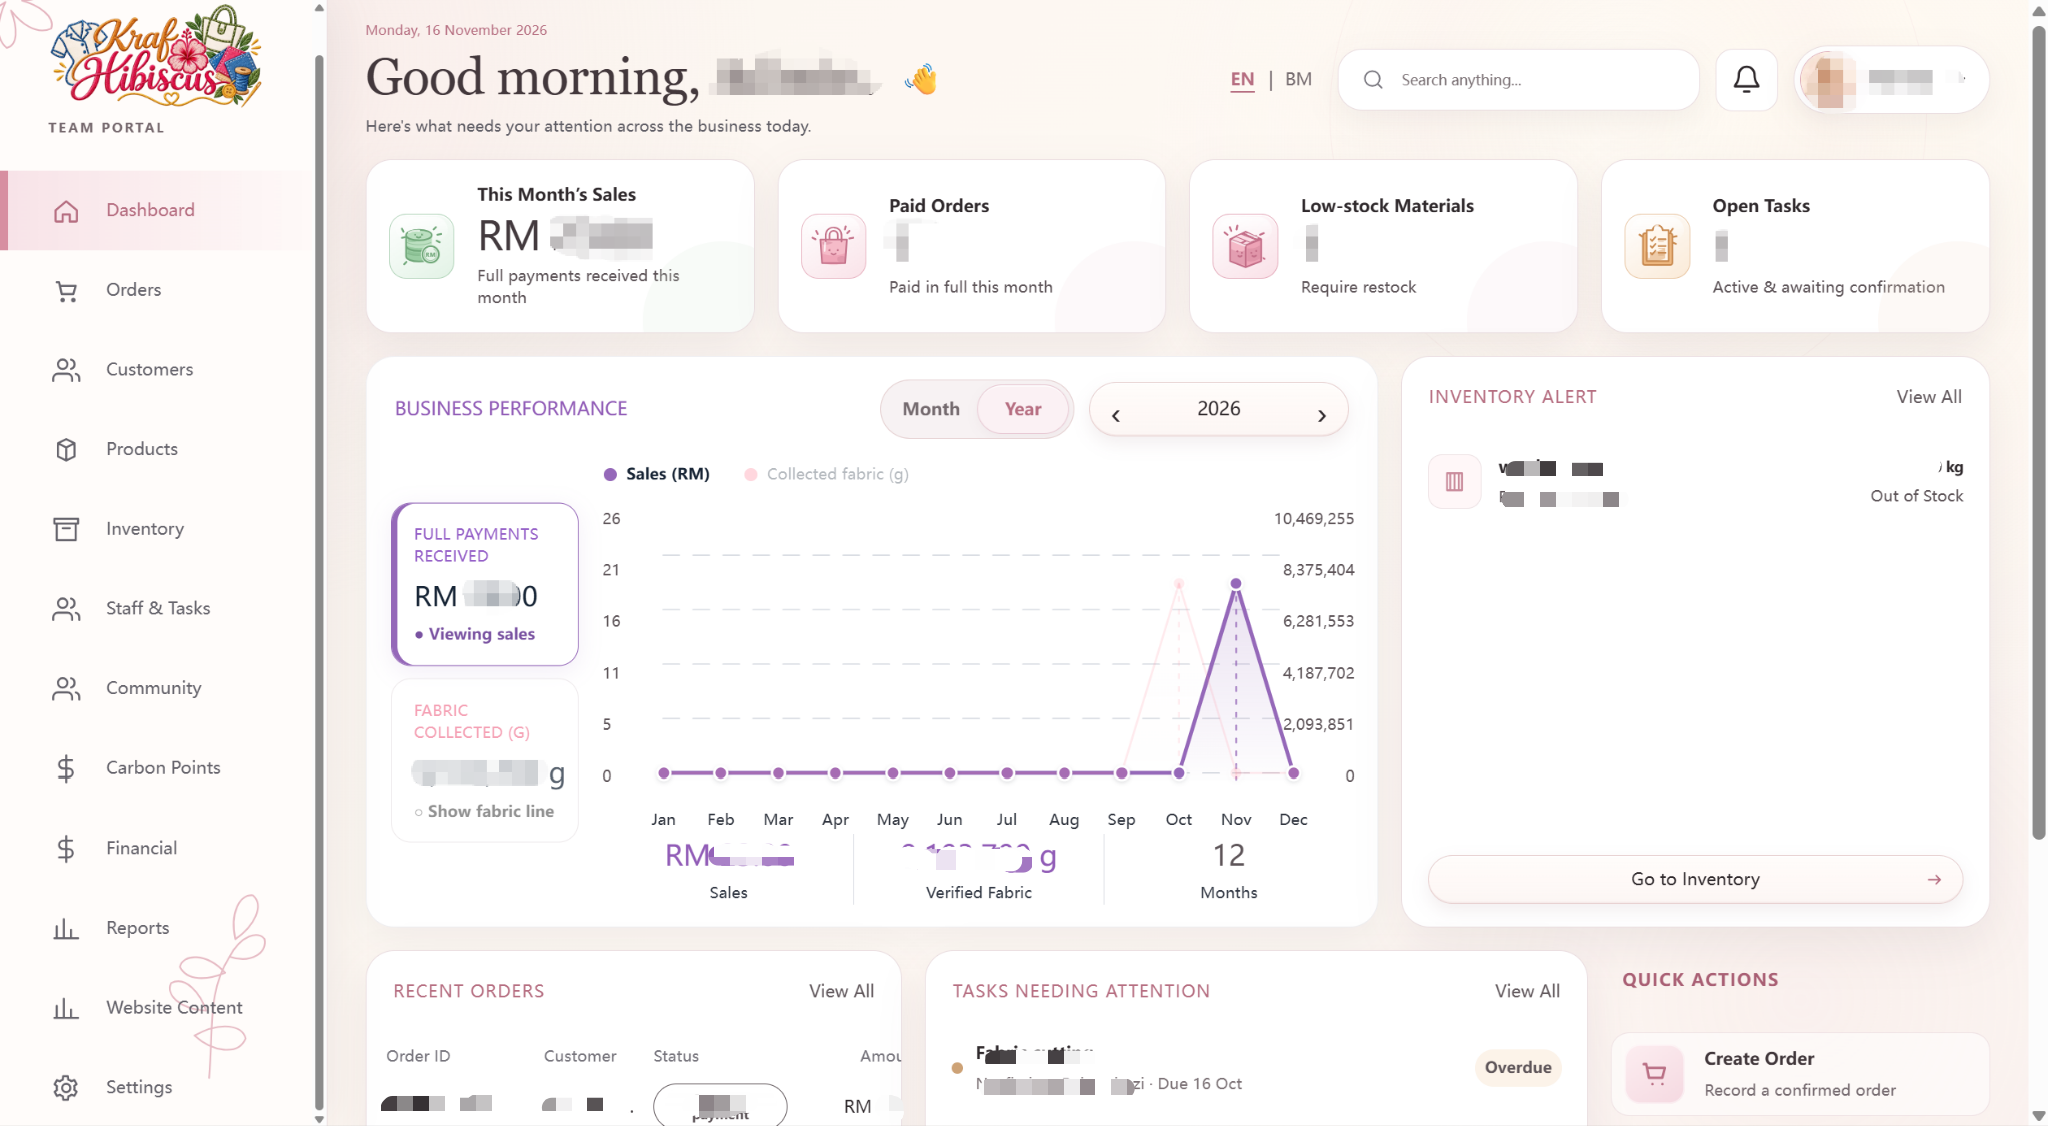 Kraf
Hibiscus
TEAM PORTAL
Dashboard
Orders
Customers
Products
Inventory
Staff & Tasks
Community
Carbon Points
Financial
Reports
Website Content
Settings
Monday, 16 November 2026
Good morning,
Here's what needs your attention across the business today.
EN | BM
Search anything...
This Month's Sales
RM
Full payments received this
month
RM
Paid Orders
Paid in full this month
Low-stock Materials
Require restock
Open Tasks
Active & awaiting confirmation
BUSINESS PERFORMANCE
Month
Year
‹ 2026 ›
Sales (RM)
Collected fabric (g)
FULL PAYMENTS
RECEIVED
RM 0
• Viewing sales
FABRIC
COLLECTED (G)
g
○ Show fabric line
26
21
16
11
5
0
10,469,255
8,375,404
6,281,553
4,187,702
2,093,851
0
Jan Feb Mar Apr May Jun Jul Aug Sep Oct Nov Dec
RM
Sales
g
Verified Fabric
12
Months
INVENTORY ALERT
View All
kg
Out of Stock
Go to Inventory →
RECENT ORDERS
View All
Order ID Customer Status Amou
payment
RM
TASKS NEEDING ATTENTION
View All
· Due 16 Oct
Overdue
QUICK ACTIONS
Create Order
Record a confirmed order